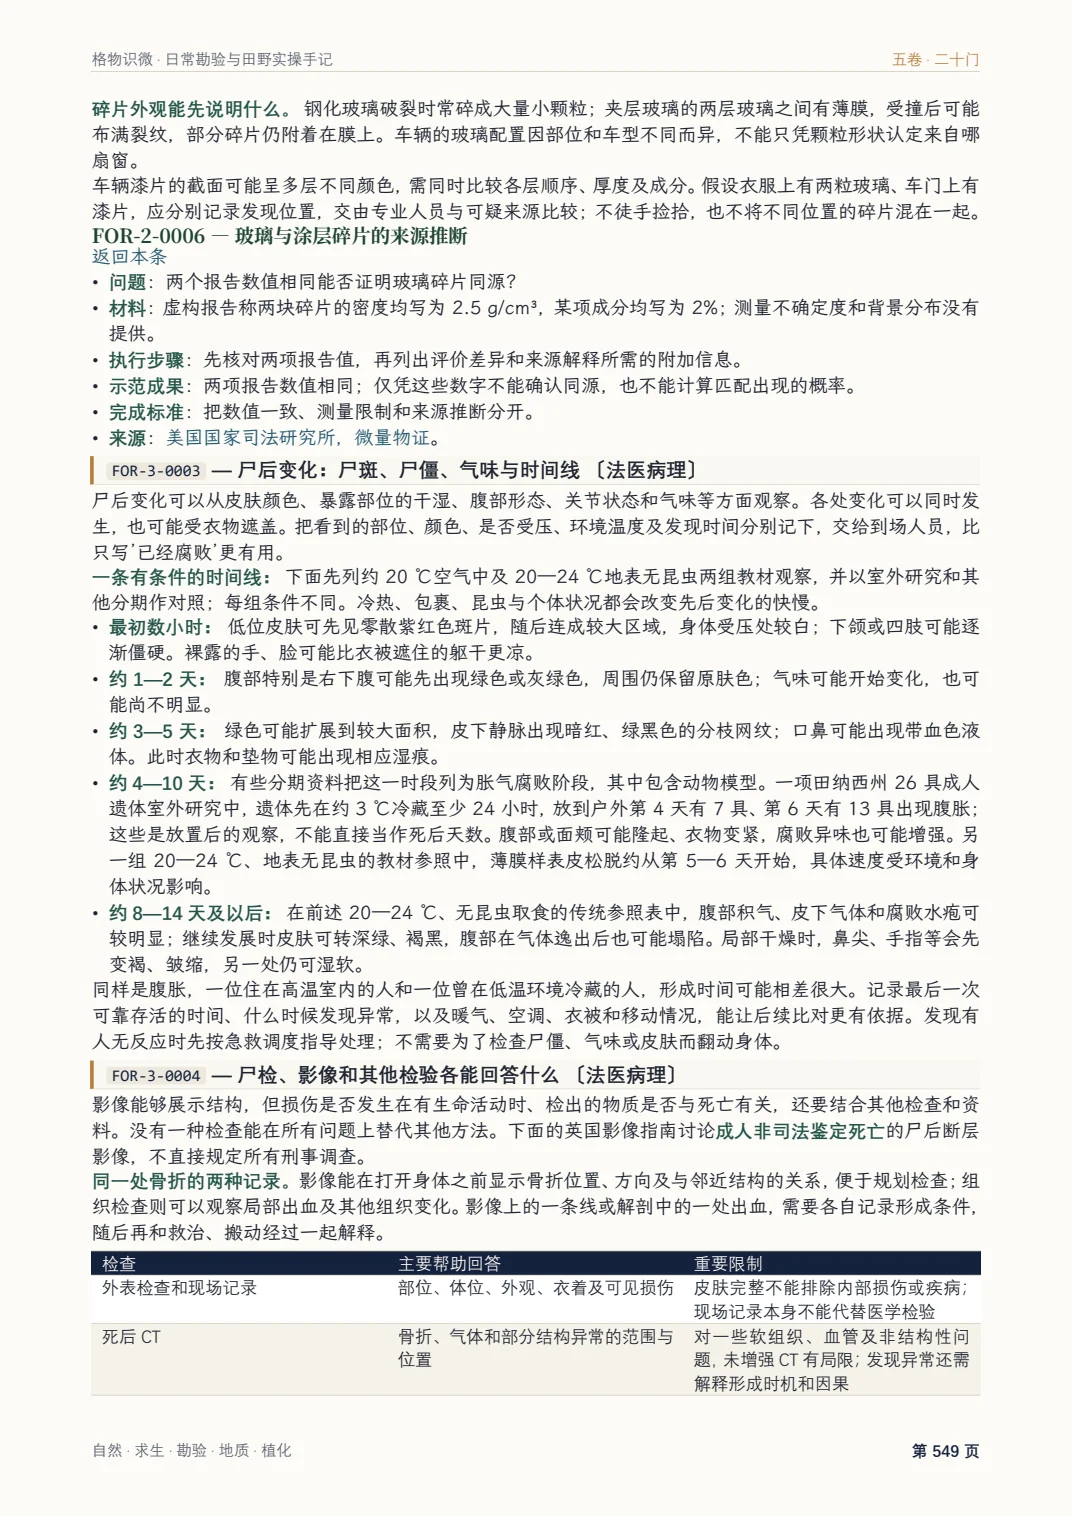 格物识微 · 日常勘验与田野实操手记
五卷 · 二十门
碎片外观能先说明什么。 钢化玻璃破裂时常碎成大量小颗粒；夹层玻璃的两层玻璃之间有薄膜，受撞后可能
布满裂纹，部分碎片仍附着在膜上。车辆的玻璃配置因部位和车型不同而异，不能只凭颗粒形状认定来自哪
扇窗。
车辆漆片的截面可能呈多层不同颜色，需同时比较各层顺序、厚度及成分。假设衣服上有两粒玻璃、车门上有
漆片，应分别记录发现位置，交由专业人员与可疑来源比较；不徒手捡拾，也不将不同位置的碎片混在一起。
FOR-2-0006 — 玻璃与涂层碎片的来源推断
返回本条
• 问题：两个报告数值相同能否证明玻璃碎片同源？
• 材料：虚构报告称两块碎片的密度均写为 2.5 g/cm³，某项成分均写为 2%；测量不确定度和背景分布没有
提供。
• 执行步骤：先核对两项报告值，再列出评价差异和来源解释所需的附加信息。
• 示范成果：两项报告数值相同；仅凭这些数字不能确认同源，也不能计算匹配出现的概率。
• 完成标准：把数值一致、测量限制和来源推断分开。
• 来源：美国国家司法研究所，微量物证。
FOR-3-0003 — 尸后变化：尸斑、尸僵、气味与时间线 〔法医病理〕
尸后变化可以从皮肤颜色、暴露部位的干湿、腹部形态、关节状态和气味等方面观察。各处变化可以同时发
生，也可能受衣物遮盖。把看到的部位、颜色、是否受压、环境温度及发现时间分别记下，交给到场人员，比
只写'已经腐败'更有用。
一条有条件的时间线： 下面先列约 20 ℃空气中及 20—24 ℃地表无昆虫两组教材观察，并以室外研究和其
他分期作对照；每组条件不同。冷热、包裹、昆虫与个体状况都会改变先后变化的快慢。
• 最初数小时： 低位皮肤可先见零散紫红色斑片，随后连成较大区域，身体受压处较白；下颌或四肢可能逐
渐僵硬。裸露的手、脸可能比衣被遮住的躯干更凉。
• 约 1—2 天： 腹部特别是右下腹可能先出现绿色或灰绿色，周围仍保留原肤色；气味可能开始变化，也可
能尚不明显。
• 约 3—5 天： 绿色可能扩展到较大面积，皮下静脉出现暗红、绿黑色的分枝网纹；口鼻可能出现带血色液
体。此时衣物和垫物可能出现相应湿痕。
• 约 4—10 天： 有些分期资料把这一时段列为胀气腐败阶段，其中包含动物模型。一项田纳西州 26 具成人
遗体室外研究中，遗体先在约 3 ℃冷藏至少 24 小时，放到户外第 4 天有 7 具、第 6 天有 13 具出现腹胀；
这些是放置后的观察，不能直接当作死后天数。腹部或面颊可能隆起、衣物变紧，腐败异味也可能增强。另
一组 20—24 ℃、地表无昆虫的教材参照中，薄膜样表皮松脱约从第 5—6 天开始，具体速度受环境和身
体状况影响。
• 约 8—14 天及以后： 在前述 20—24 ℃、无昆虫取食的传统参照表中，腹部积气、皮下气体和腐败水疱可
较明显；继续发展时皮肤可转深绿、褐黑，腹部在气体逸出后也可能塌陷。局部干燥时，鼻尖、手指等会先
变褐、皱缩，另一处仍可湿软。
同样是腹胀，一位住在高温室内的人和一位曾在低温环境冷藏的人，形成时间可能相差很大。记录最后一次
可靠存活的时间、什么时候发现异常，以及暖气、空调、衣被和移动情况，能让后续比对更有依据。发现有
人无反应时先按急救调度指导处理；不需要为了检查尸僵、气味或皮肤而翻动身体。
FOR-3-0004 — 尸检、影像和其他检验各能回答什么 〔法医病理〕
影像能够展示结构，但损伤是否发生在有生命活动时、检出的物质是否与死亡有关，还要结合其他检查和资
料。没有一种检查能在所有问题上替代其他方法。下面的英国影像指南讨论成人非司法鉴定死亡的尸后断层
影像，不直接规定所有刑事调查。
同一处骨折的两种记录。影像能在打开身体之前显示骨折位置、方向及与邻近结构的关系，便于规划检查；组
织检查则可以观察局部出血及其他组织变化。影像上的一条线或解剖中的一处出血，需要各自记录形成条件，
随后再和救治、搬动经过一起解释。
检查
主要帮助回答
重要限制
外表检查和现场记录
部位、体位、外观、衣着及可见损伤
皮肤完整不能排除内部损伤或疾病；
现场记录本身不能代替医学检验
死后 CT
骨折、气体和部分结构异常的范围与
位置
对一些软组织、血管及非结构性问
题，未增强 CT 有局限；发现异常还需
解释形成时机和因果
自然 · 求生 · 勘验 · 地质 · 植化
第 549 页